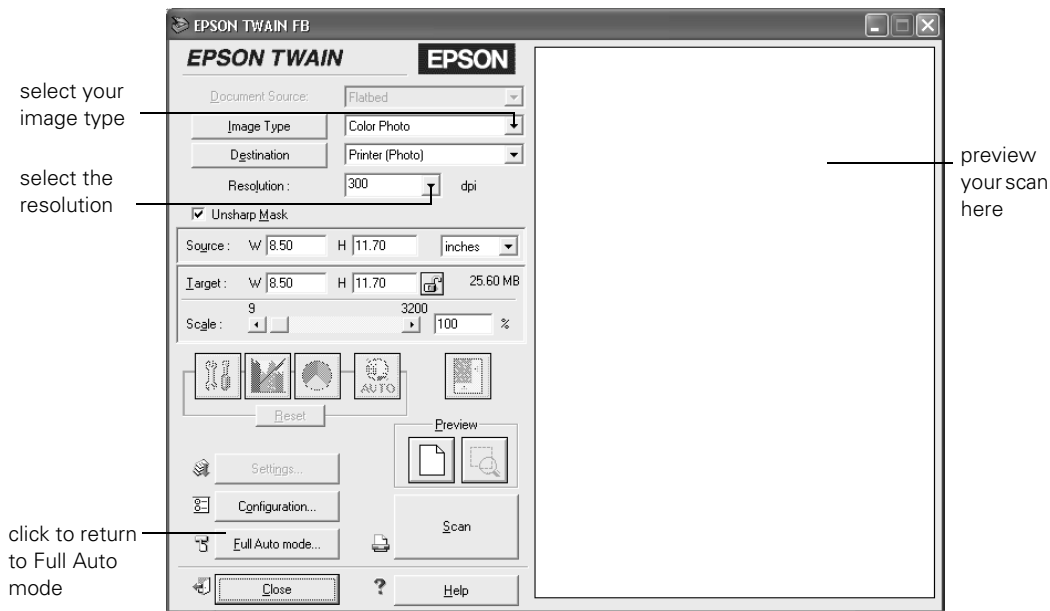 EPSON TWAIN FB
EPSON TWAIN EPSON
Document Source: Flatbed
select your
image type
Image Type Color Photo
Destination Printer (Photo)
select the
resolution
Resolution : 300 dpi
Unsharp Mask
Source : W 8.50 H 11.70 inches
Target : W 8.50 H 11.70 25.60 MB
9 3200
Scale : 100 %
AUTO
Reset
Preview
Settings...
Configuration...
Scan
click to return
to Full Auto
mode
Full Auto mode...
Close ? Help
preview
your scan
here